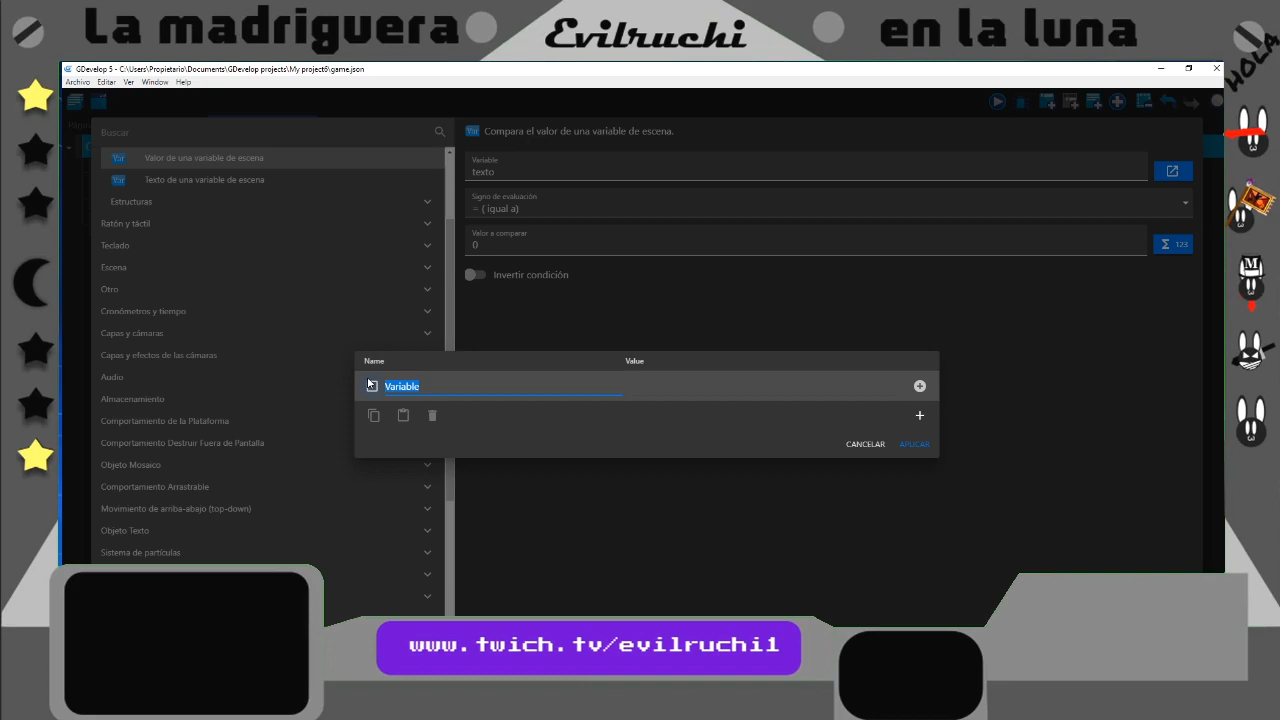 La madriguera
Evilruchi
en la luna
HOLA
GDevelop 5 - C:\Users\Propietario\Documents\GDevelop projects\My project6\game.json
Archivo Editar Ver Window Help
Buscar
Valor de una variable de escena
Texto de una variable de escena
Estructuras
Ratón y táctil
Teclado
Escena
Otro
Cronómetros y tiempo
Capas y cámaras
Capas y efectos de las cámaras
Audio
Almacenamiento
Comportamiento de la Plataforma
Comportamiento Destruir Fuera de Pantalla
Objeto Mosaico
Comportamiento Arrastrable
Movimiento de arriba-abajo (top-down)
Objeto Texto
Sistema de partículas
Var Compara el valor de una variable de escena.
Variable
texto
Signo de evaluación
= ( igual a)
Valor a comparar
0
Σ 123
Invertir condición
Name Value
Variable
CANCELAR APLICAR
www.twich.tv/evilruchi1